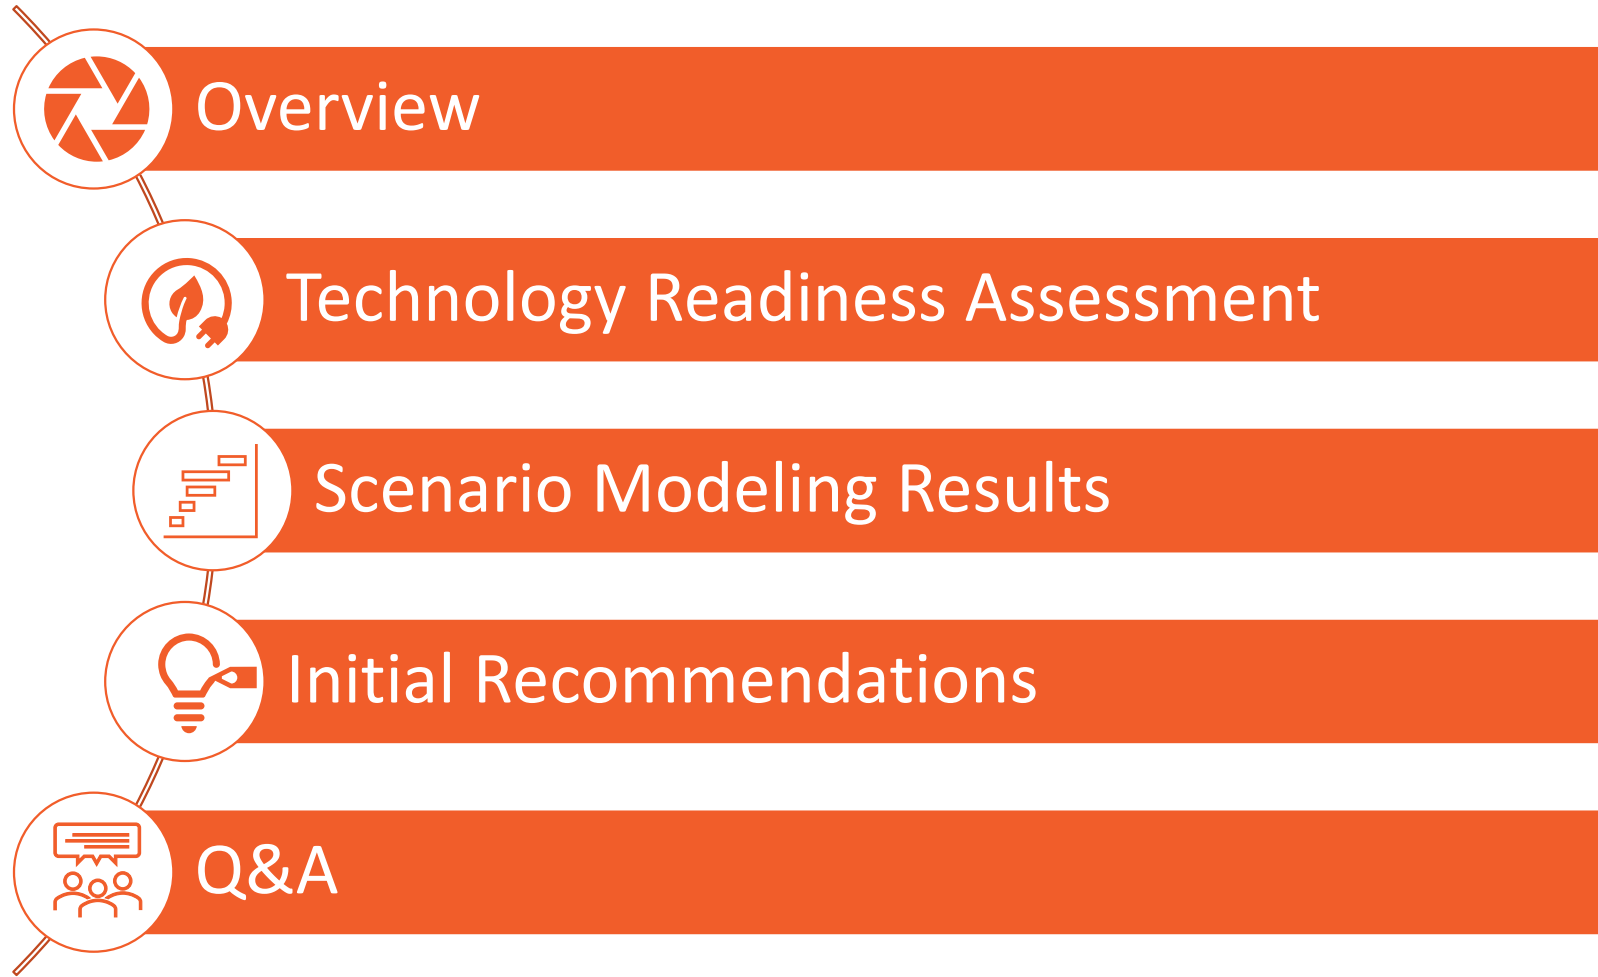 Overview
Technology Readiness Assessment
Scenario Modeling Results
Initial Recommendations
Q&A